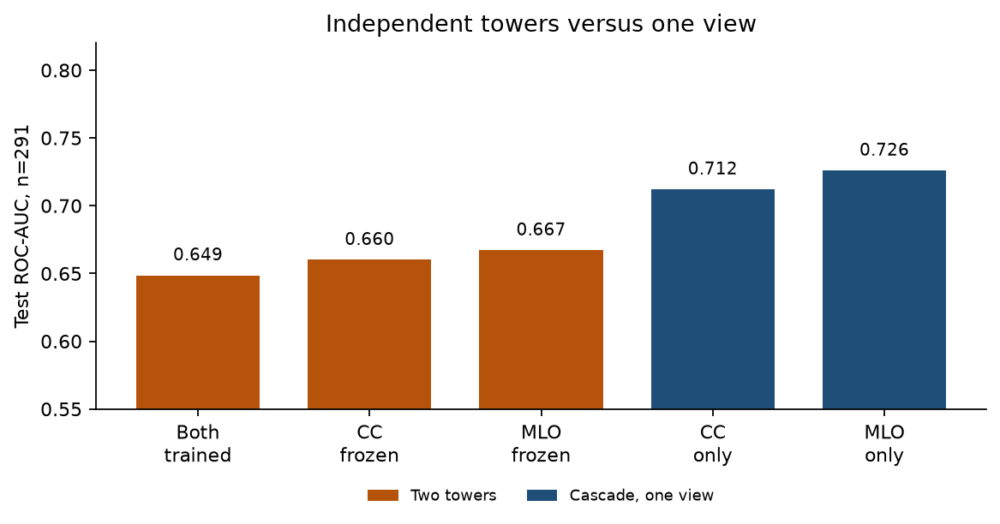 Independent towers versus one view
Test ROC-AUC, n=291
0.80
0.75
0.70
0.65
0.60
0.55
0.649
0.660
0.667
0.712
0.726
Both
trained
CC
frozen
MLO
frozen
CC
only
MLO
only
Two towers
Cascade, one view